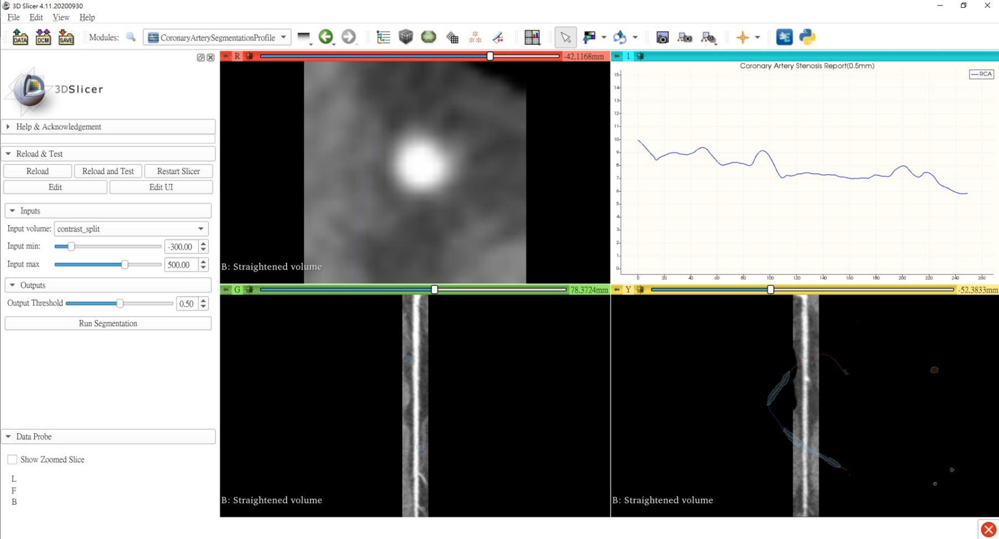 3D Slicer 4.11.20200930
File Edit View Help
DATA DCM SAVE Modules: CoronaryArterySegmentationProfile
R -42.1168mm 1
3DSlicer
Help & Acknowledgement
Reload & Test
Reload Reload and Test Restart Slicer
Edit Edit UI
Inputs
Input volume: contrast_split
Input min: -300.00
Input max 500.00
Outputs
Output Threshold 0.50
Run Segmentation
Data Probe
Show Zoomed Slice
L
F
B
B: Straightened volume
Coronary Artery Stenosis Report(0.5mm)
RCA
15
14
13
12
11
10
9
8
7
6
5
4
3
2
1
0
0 20 40 60 80 100 120 140 160 180 200 220 240 260
G 78.3724mm Y -52.3833mm
B: Straightened volume
B: Straightened volume